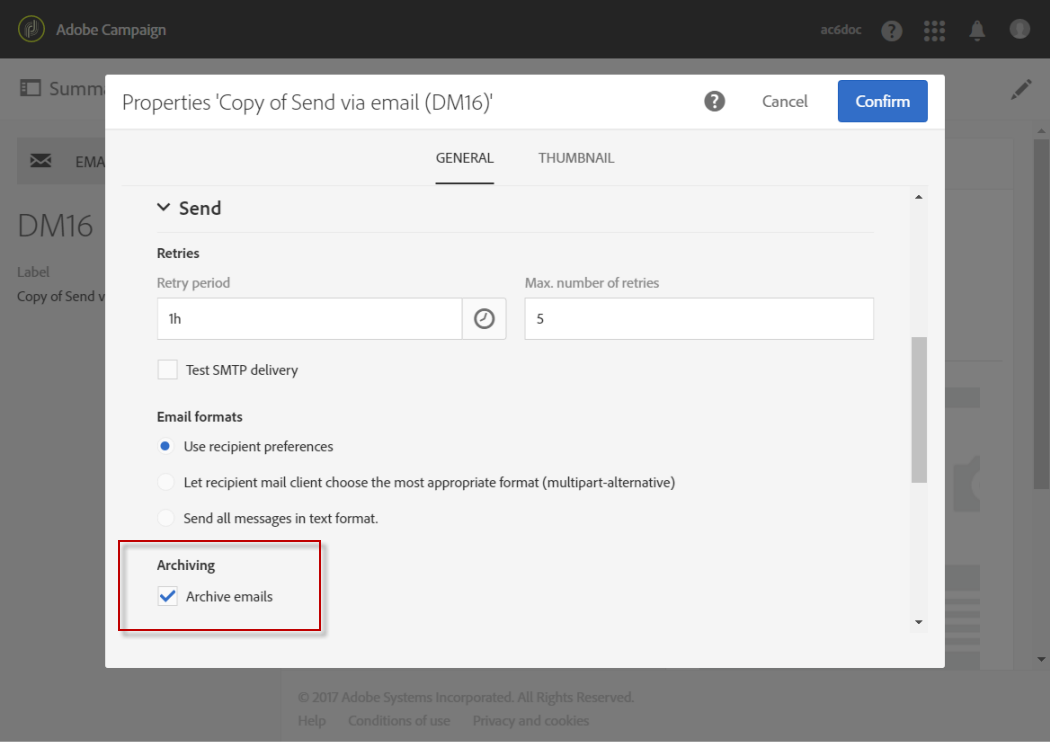 Adobe Campaign
ac6doc
Summa
Properties 'Copy of Send via email (DM16)'
Cancel
Confirm
EMA
GENERAL
THUMBNAIL
DM16
Label
Copy of Send v
Send
Retries
Retry period
Max. number of retries
1h
5
Test SMTP delivery
Email formats
Use recipient preferences
Let recipient mail client choose the most appropriate format (multipart-alternative)
Send all messages in text format.
Archiving
Archive emails
© 2017 Adobe Systems Incorporated. All Rights Reserved.
Help Conditions of use Privacy and cookies